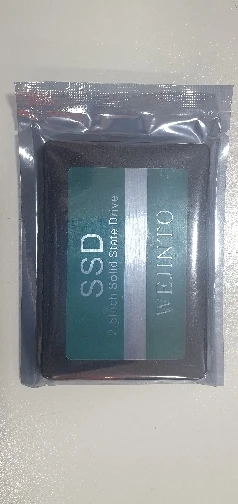 SSD
2.5Inch Solid State Drive
WEIJINTO